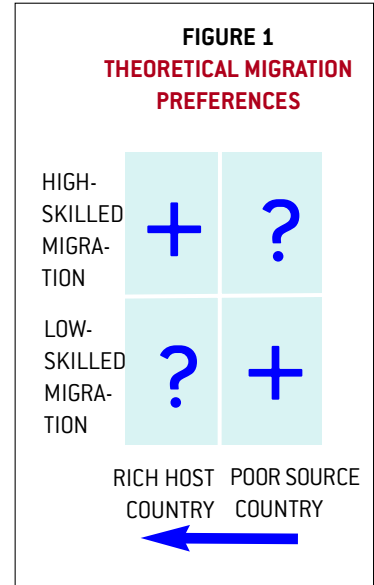 FIGURE 1
THEORETICAL MIGRATION
PREFERENCES
HIGH-
SKILLED
MIGRA-
TION
+ ?
LOW-
SKILLED
MIGRA-
TION
? +
RICH HOST POOR SOURCE
COUNTRY COUNTRY